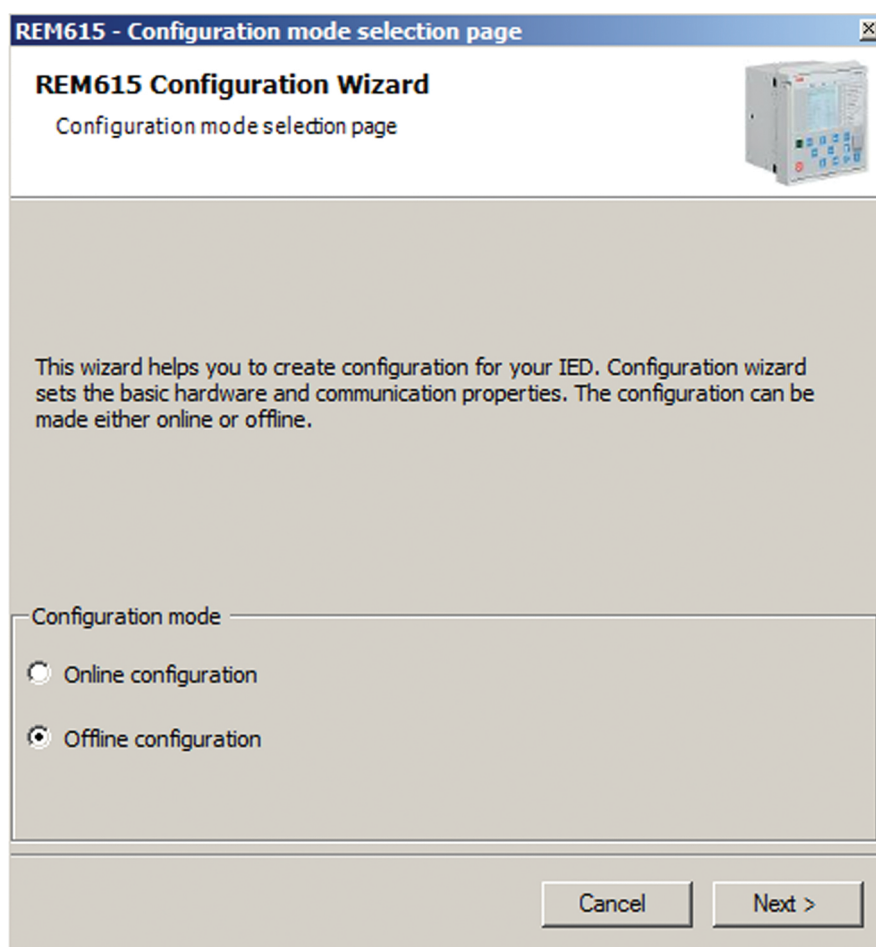 REM615 - Configuration mode selection page
REM615 Configuration Wizard
Configuration mode selection page
This wizard helps you to create configuration for your IED. Configuration wizard
sets the basic hardware and communication properties. The configuration can be
made either online or offline.
Configuration mode
Online configuration
Offline configuration
Cancel
Next >